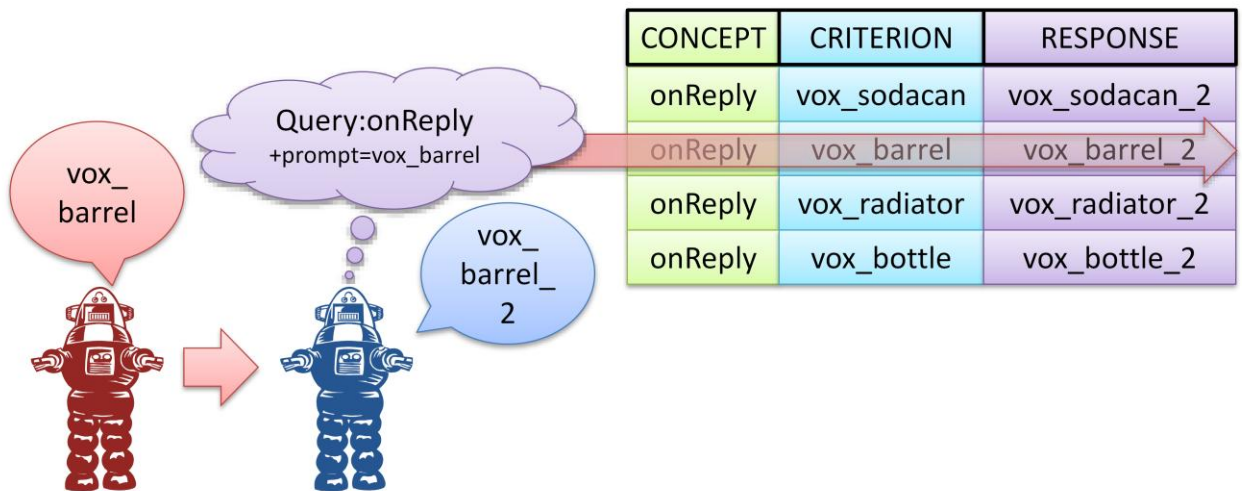 vox_
barrel
Query:onReply
+prompt=vox_barrel
vox_
barrel_
2
CONCEPT CRITERION RESPONSE
onReply vox_sodacan vox_sodacan_2
onReply vox_barrel vox_barrel_2
onReply vox_radiator vox_radiator_2
onReply vox_bottle vox_bottle_2